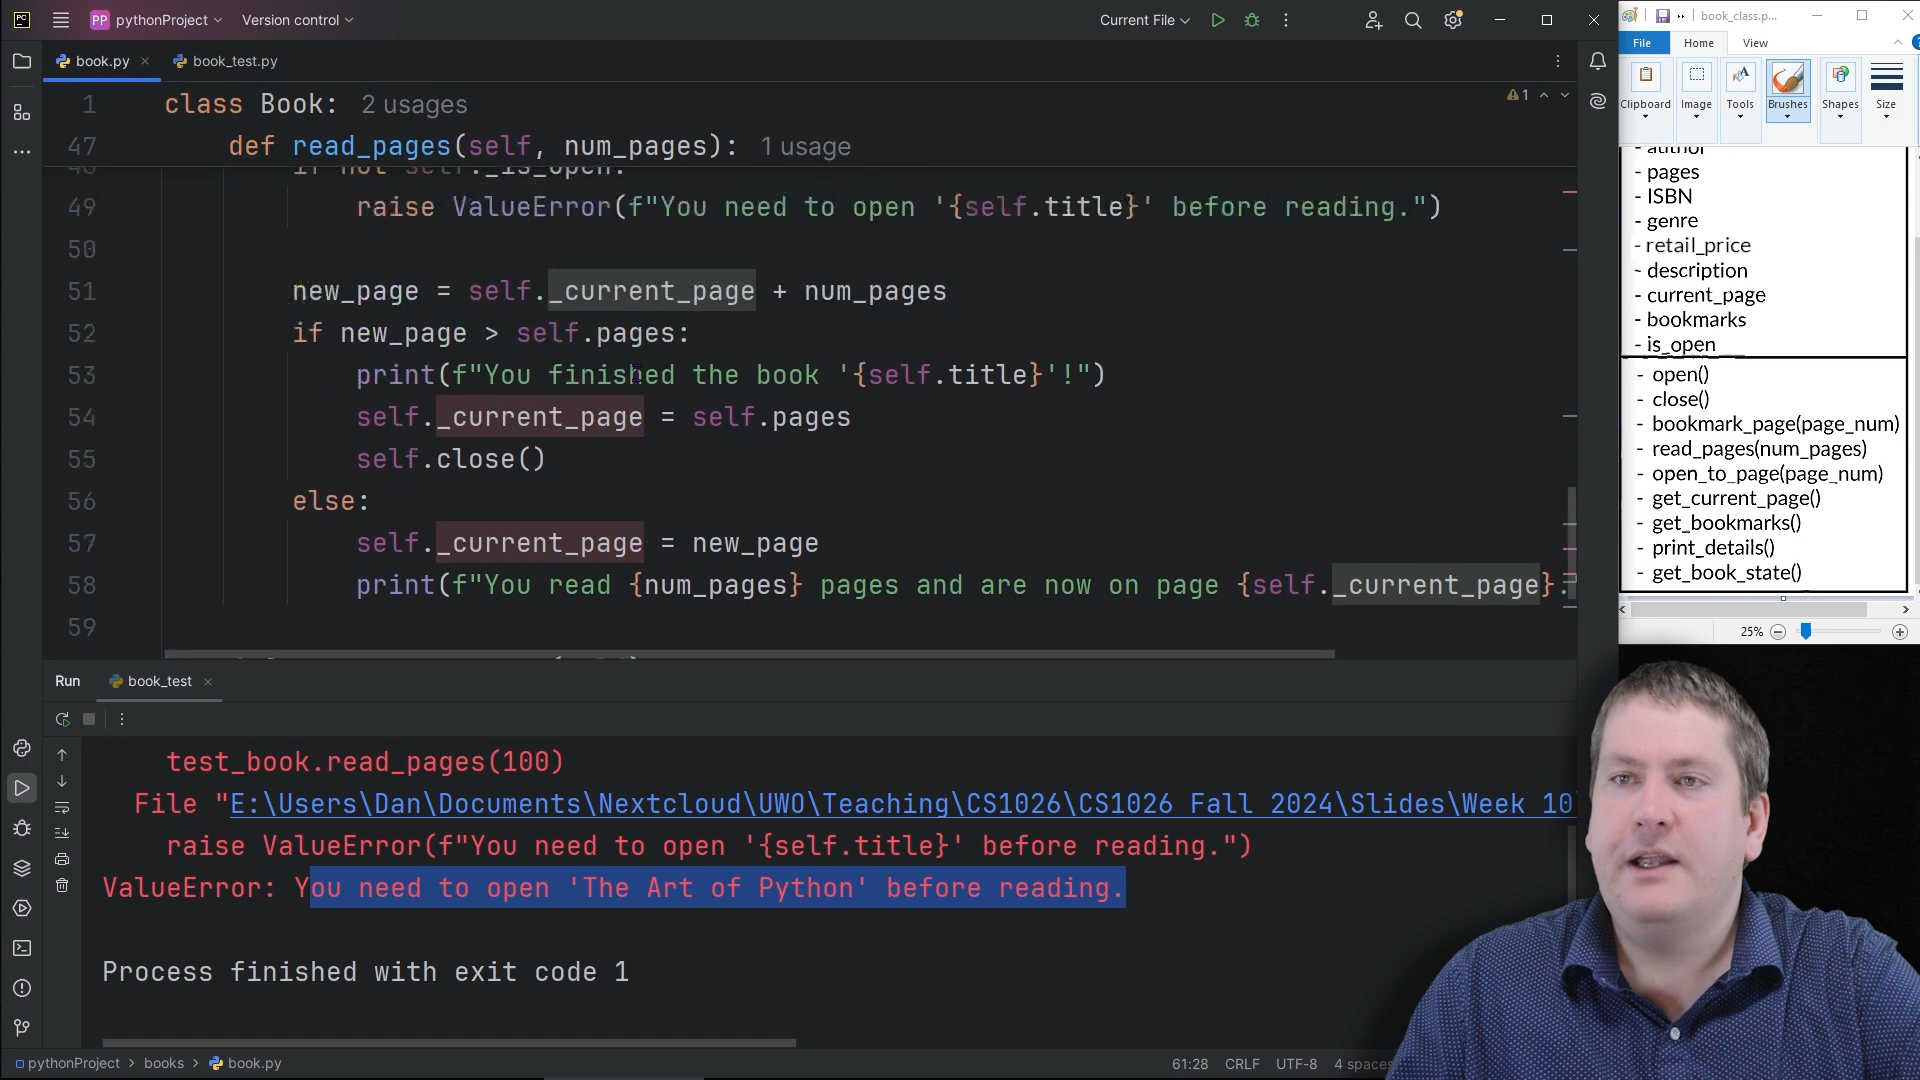 pythonProject
Version control
Current File
book.py
book_test.py
1 class Book: 2 usages
47 def read_pages(self, num_pages): 1 usage
if not self._is_open:
49 raise ValueError(f"You need to open '{self.title}' before reading.")
50
51 new_page = self._current_page + num_pages
52 if new_page > self.pages:
53 print(f"You finished the book '{self.title}'!")
54 self._current_page = self.pages
55 self.close()
56 else:
57 self._current_page = new_page
58 print(f"You read {num_pages} pages and are now on page {self._current_page}.
59
1
Run
book_test
test_book.read_pages(100)
File "E:\Users\Dan\Documents\Nextcloud\UWO\Teaching\CS1026\CS1026 Fall 2024\Slides\Week 10
raise ValueError(f"You need to open '{self.title}' before reading.")
ValueError: You need to open 'The Art of Python' before reading.
Process finished with exit code 1
pythonProject > books > book.py
61:28 CRLF UTF-8 4 spaces
book_class.p...
File Home View
Clipboard Image Tools Brushes Shapes Size
- author
- pages
- ISBN
- genre
- retail_price
- description
- current_page
- bookmarks
- is_open
- open()
- close()
- bookmark_page(page_num)
- read_pages(num_pages)
- open_to_page(page_num)
- get_current_page()
- get_bookmarks()
- print_details()
- get_book_state()
25%